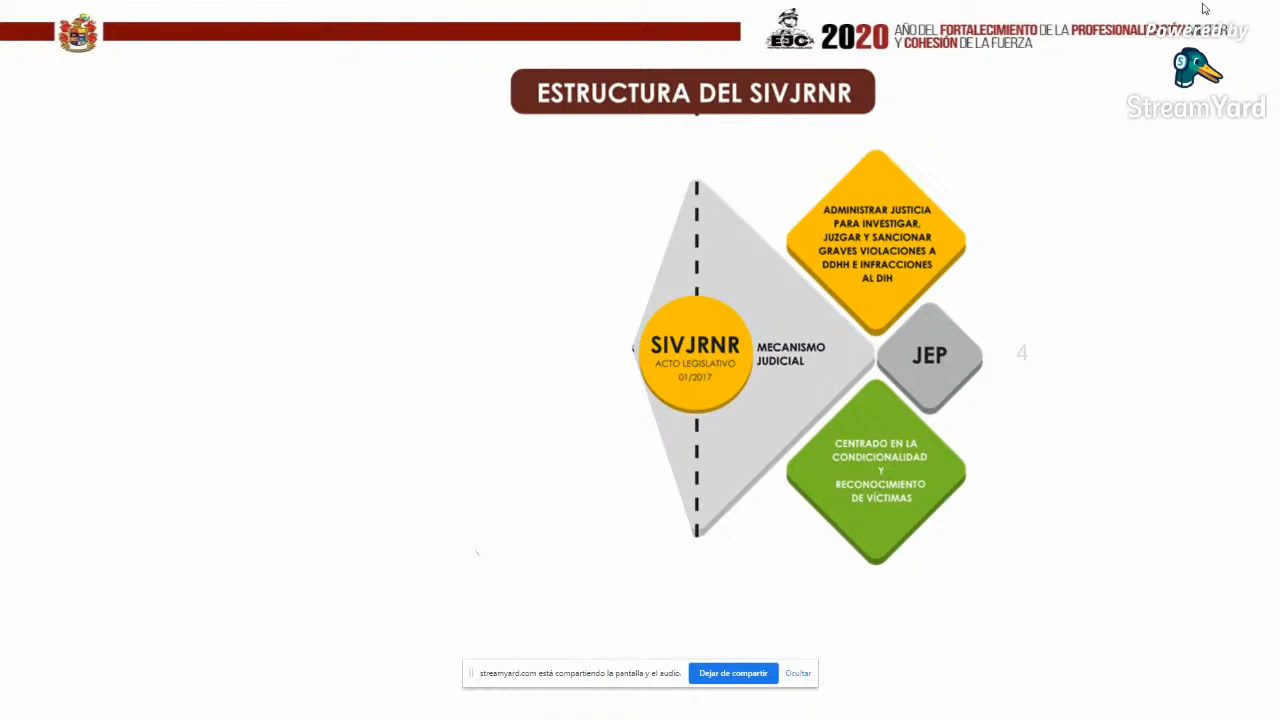 EJC
2020
AÑO DEL FORTALECIMIENTO DE LA
Y COHESIÓN DE LA FUERZA
Powered by
StreamYard
ESTRUCTURA DEL SIVJRNR
ADMINISTRAR JUSTICIA
PARA INVESTIGAR,
JUZGAR Y SANCIONAR
GRAVES VIOLACIONES A
DDHH E INFRACCIONES
AL DIH
SIVJRNR
ACTO LEGISLATIVO
01/2017
MECANISMO
JUDICIAL
JEP
4
CENTRADO EN LA
CONDICIONALIDAD
Y
RECONOCIMIENTO
DE VÍCTIMAS
streamyard.com está compartiendo la pantalla y el audio.
Dejar de compartir
Ocultar